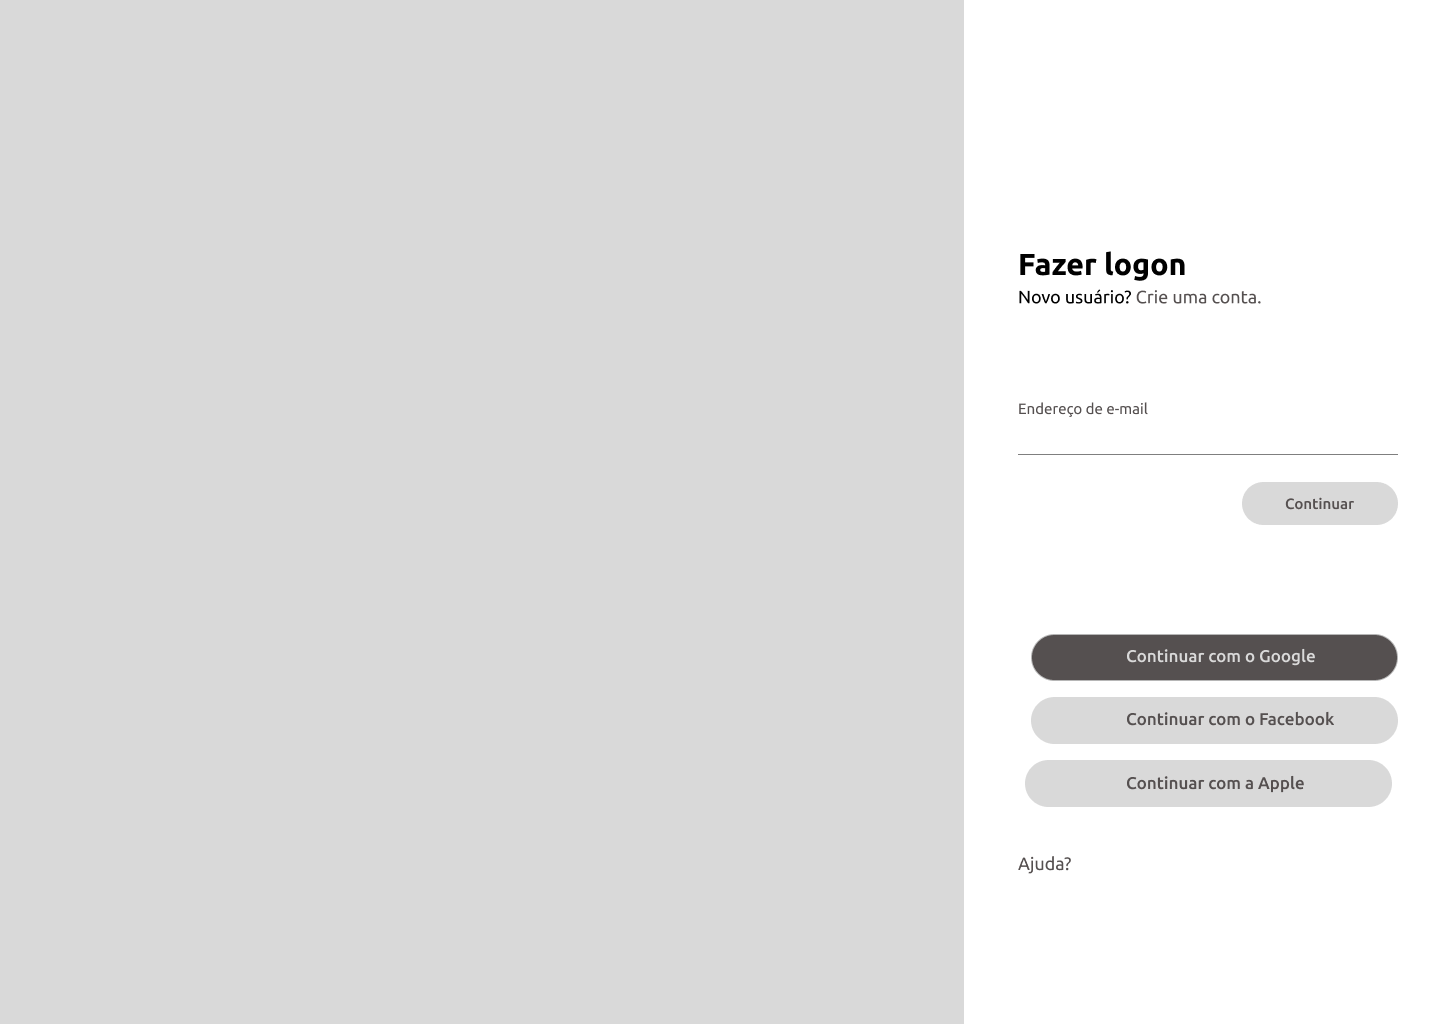 Fazer logon
Novo usuário? Crie uma conta.
Endereço de e-mail
Continuar
Continuar com o Google
Continuar com o Facebook
Continuar com a Apple
Ajuda?